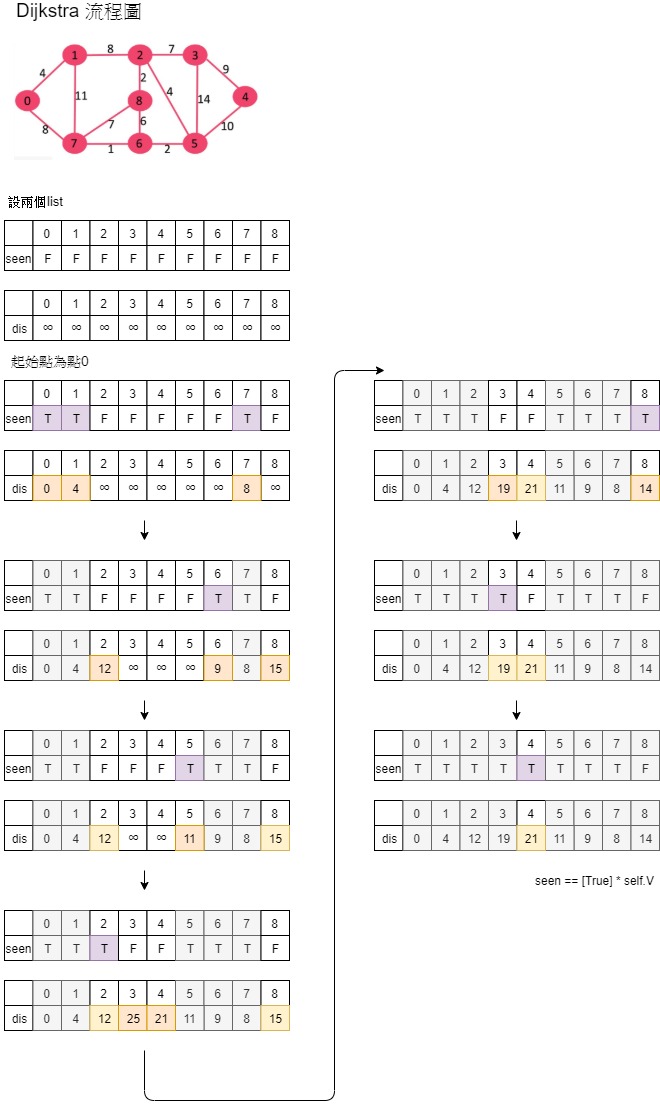 Dijkstra 流程圖
1 8 2 7 3
4 2 9
0 8 4 4
11 14
7 6 10
8
7 1 6 2 5
設兩個list
0 1 2 3 4 5 6 7 8
seen F F F F F F F F F
0 1 2 3 4 5 6 7 8
dis ∞ ∞ ∞ ∞ ∞ ∞ ∞ ∞ ∞
起始點為點0
0 1 2 3 4 5 6 7 8
seen T T F F F F F T F
0 1 2 3 4 5 6 7 8
dis 0 4 ∞ ∞ ∞ ∞ ∞ 8 ∞
0 1 2 3 4 5 6 7 8
seen T T F F F F T T F
0 1 2 3 4 5 6 7 8
dis 0 4 12 ∞ ∞ ∞ 9 8 15
0 1 2 3 4 5 6 7 8
seen T T F F F T T T F
0 1 2 3 4 5 6 7 8
dis 0 4 12 ∞ ∞ 11 9 8 15
0 1 2 3 4 5 6 7 8
seen T T T F F T T T F
0 1 2 3 4 5 6 7 8
dis 0 4 12 25 21 11 9 8 15
0 1 2 3 4 5 6 7 8
seen T T T F F T T T T
0 1 2 3 4 5 6 7 8
dis 0 4 12 19 21 11 9 8 14
0 1 2 3 4 5 6 7 8
seen T T T T F T T T F
0 1 2 3 4 5 6 7 8
dis 0 4 12 19 21 11 9 8 14
0 1 2 3 4 5 6 7 8
seen T T T T T T T T F
0 1 2 3 4 5 6 7 8
dis 0 4 12 19 21 11 9 8 14
seen == [True] * self.V